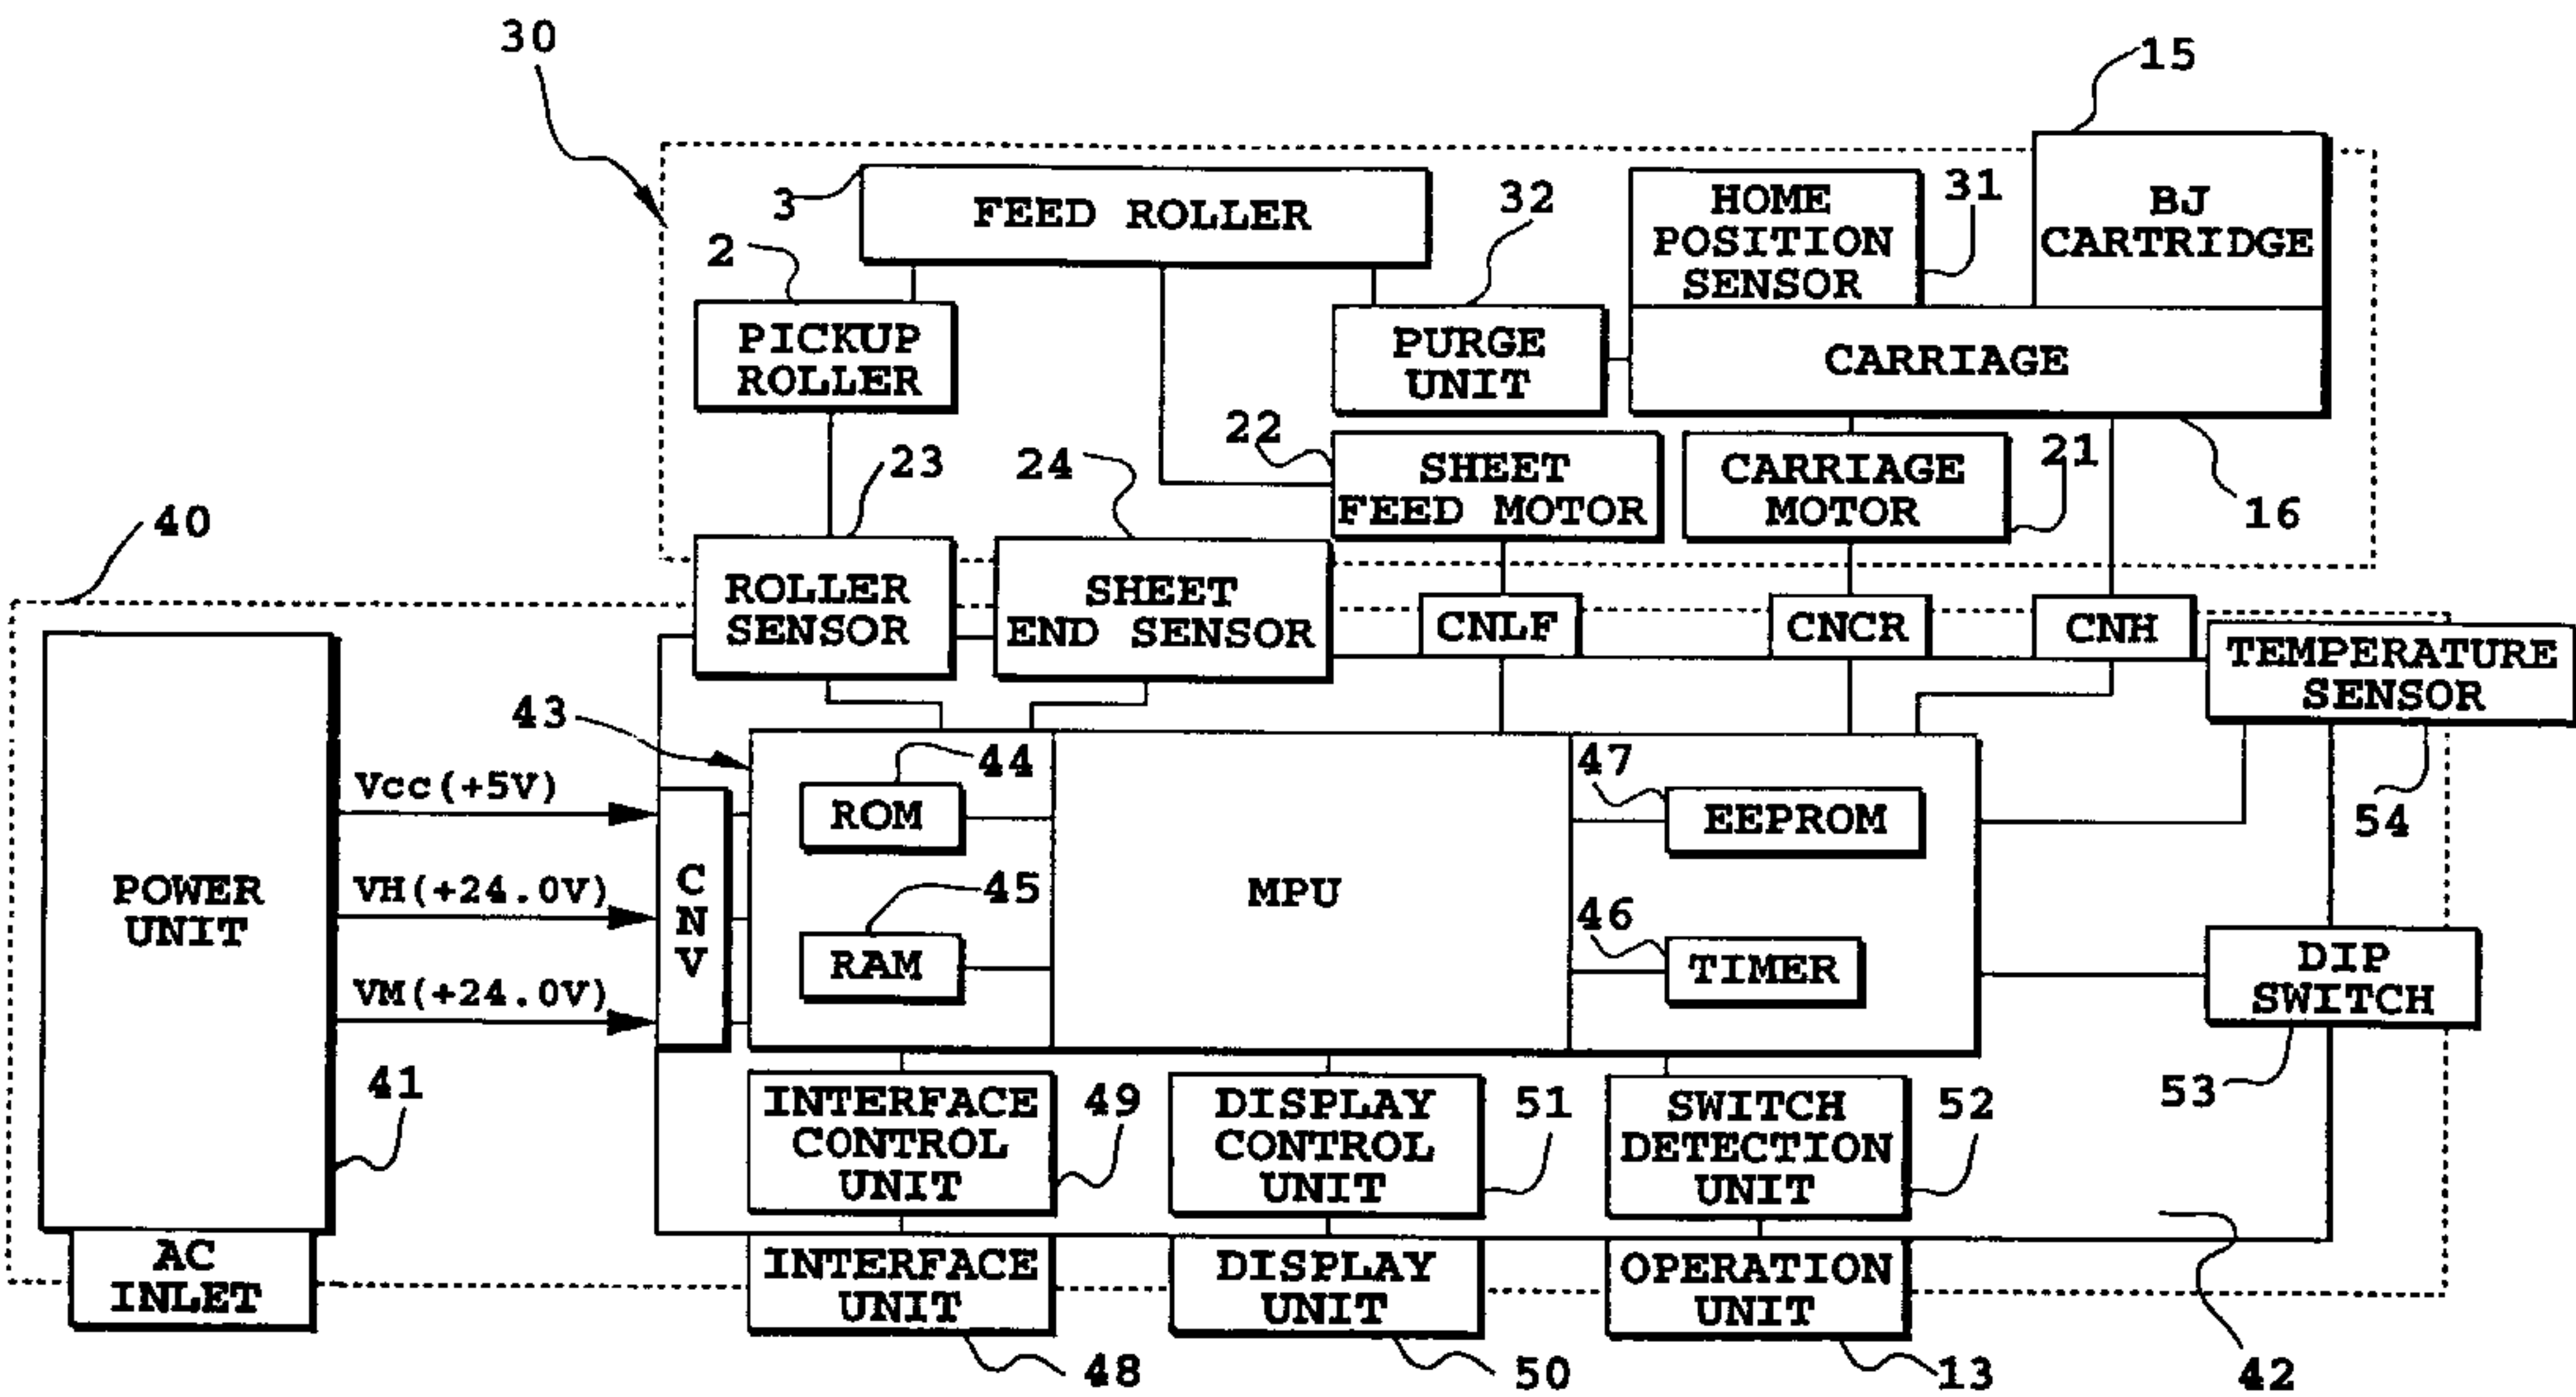 30
15
3
FEED ROLLER
2
32
HOME
POSITION
SENSOR
31
BJ
CARTRIDGE
PICKUP
ROLLER
PURGE
UNIT
CARRIAGE
23
24
22
SHEET
FEED MOTOR
CARRIAGE
MOTOR
21
16
40
ROLLER
SENSOR
SHEET
END SENSOR
CNLF
CNCR
CNH
TEMPERATURE
SENSOR
54
43
44
ROM
45
RAM
MPU
47
EEPROM
46
TIMER
Vcc(+5V)
VH(+24.0V)
VM(+24.0V)
C
N
V
POWER
UNIT
41
AC
INLET
DIP
SWITCH
53
INTERFACE
CONTROL
UNIT
49
DISPLAY
CONTROL
UNIT
51
SWITCH
DETECTION
UNIT
52
INTERFACE
UNIT
48
DISPLAY
UNIT
50
OPERATION
UNIT
13
42